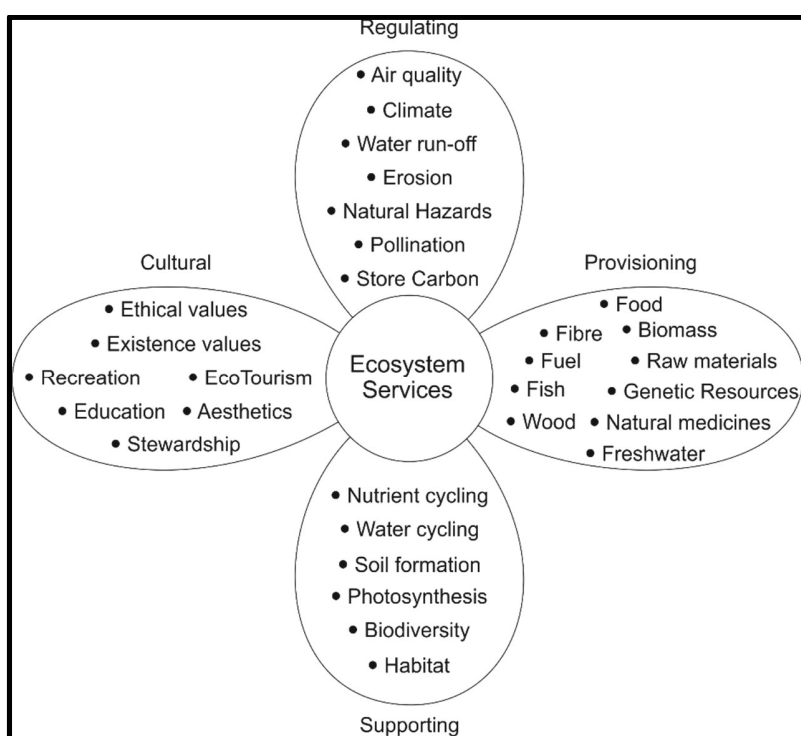 Regulating
• Air quality
• Climate
• Water run-off
• Erosion
• Natural Hazards
• Pollination
• Store Carbon
Cultural
• Ethical values
• Existence values
• Recreation • EcoTourism
• Education • Aesthetics
• Stewardship
Ecosystem
Services
Provisioning
• Food
• Fibre • Biomass
• Fuel • Raw materials
• Fish • Genetic Resources
• Wood • Natural medicines
• Freshwater
• Nutrient cycling
• Water cycling
• Soil formation
• Photosynthesis
• Biodiversity
• Habitat
Supporting